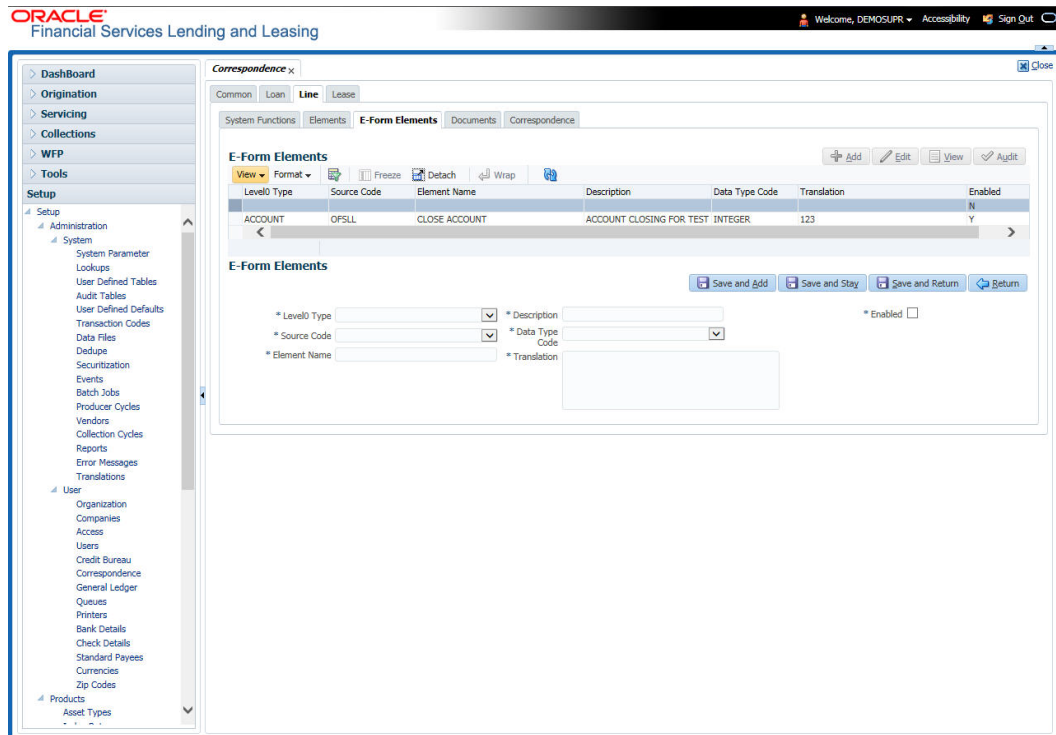 ORACLE
Financial Services Lending and Leasing
Welcome, DEMOSUPR Accessibility Sign Out
Close
DashBoard
Origination
Servicing
Collections
WFP
Tools
Setup
Setup
Administration
System
System Parameter
Lookups
User Defined Tables
Audit Tables
User Defined Defaults
Transaction Codes
Data Files
Dedupe
Securitization
Events
Batch Jobs
Producer Cycles
Vendors
Collection Cycles
Reports
Error Messages
Translations
User
Organization
Companies
Access
Users
Credit Bureau
Correspondence
General Ledger
Queues
Printers
Bank Details
Check Details
Standard Payees
Currencies
Zip Codes
Products
Asset Types
Correspondence x
Common Loan Line Lease
System Functions Elements E-Form Elements Documents Correspondence
E-Form Elements
Add Edit View Audit
View Format Freeze Detach Wrap
Level0 Type Source Code Element Name Description Data Type Code Translation Enabled
N
ACCOUNT OFSLL CLOSE ACCOUNT ACCOUNT CLOSING FOR TEST INTEGER 123 Y
E-Form Elements
Save and Add Save and Stay Save and Return Return
* Level0 Type * Description * Enabled
* Source Code * Data Type Code
* Element Name * Translation